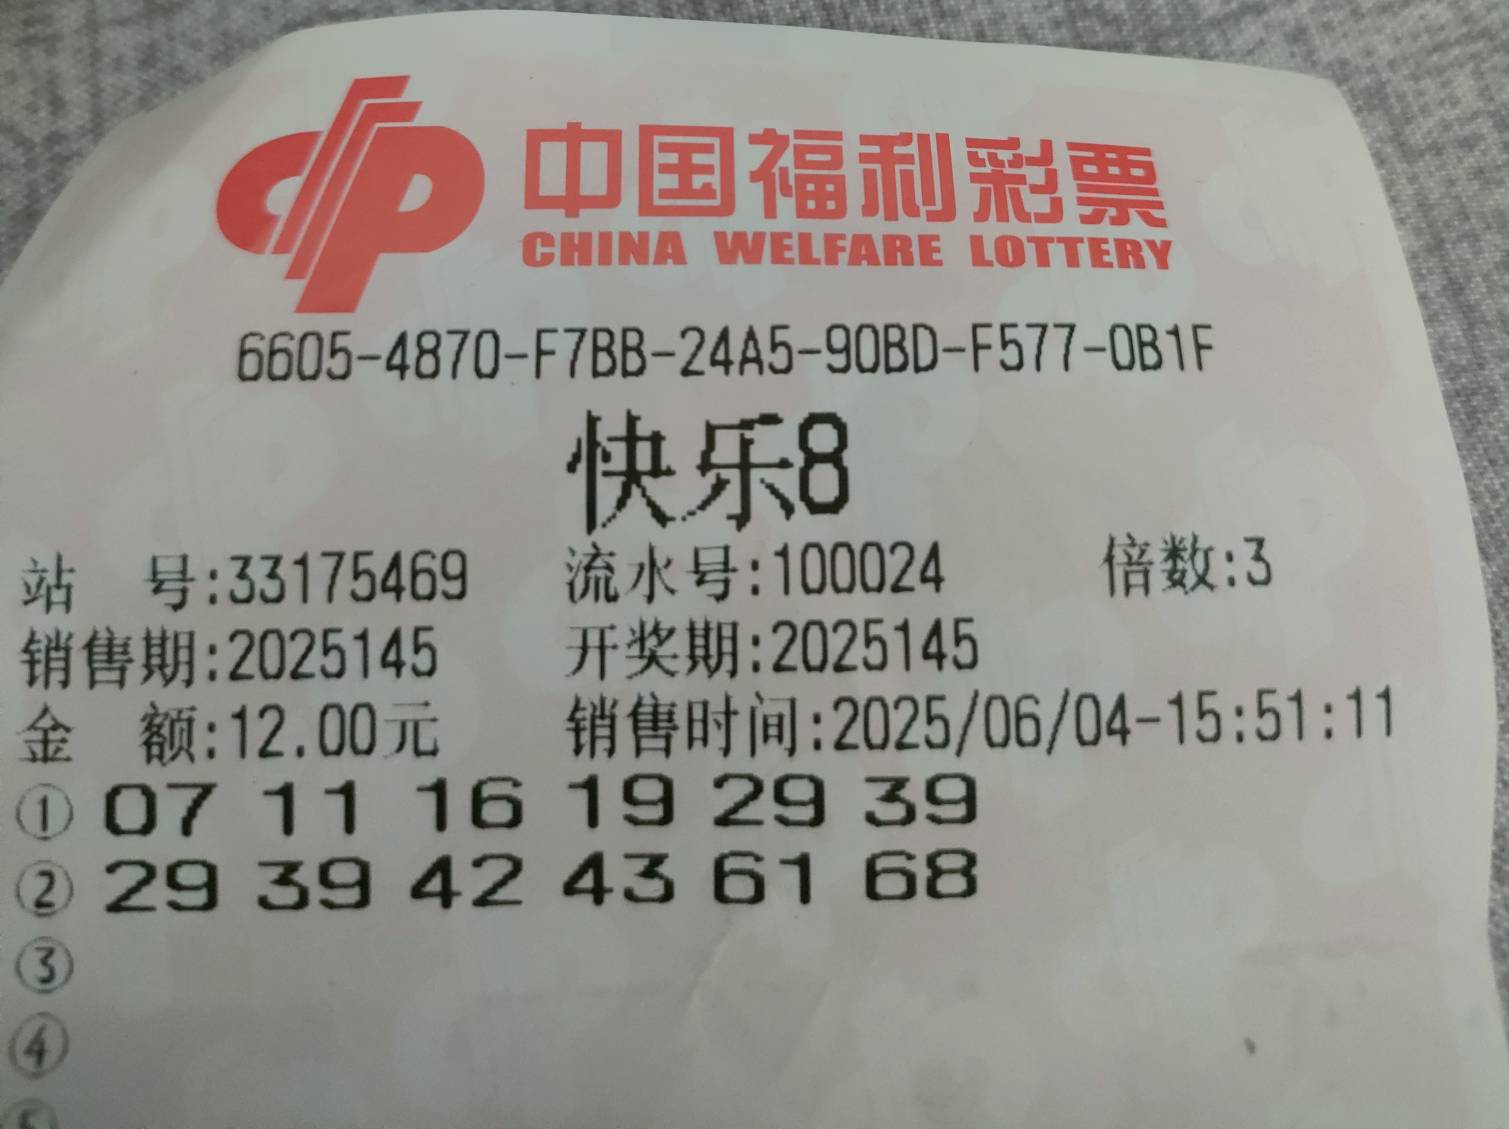 中国福利彩票
CHINA WELFARE LOTTERY
6605-4870-F7BB-24A5-90BD-F577-0B1F
快乐8
站 号:33175469 流水号:100024 倍数:3
销售期:2025145 开奖期:2025145
金 额:12.00元 销售时间:2025/06/04-15:51:11
① 07 11 16 19 29 39
② 29 39 42 43 61 68
③
④
⑤